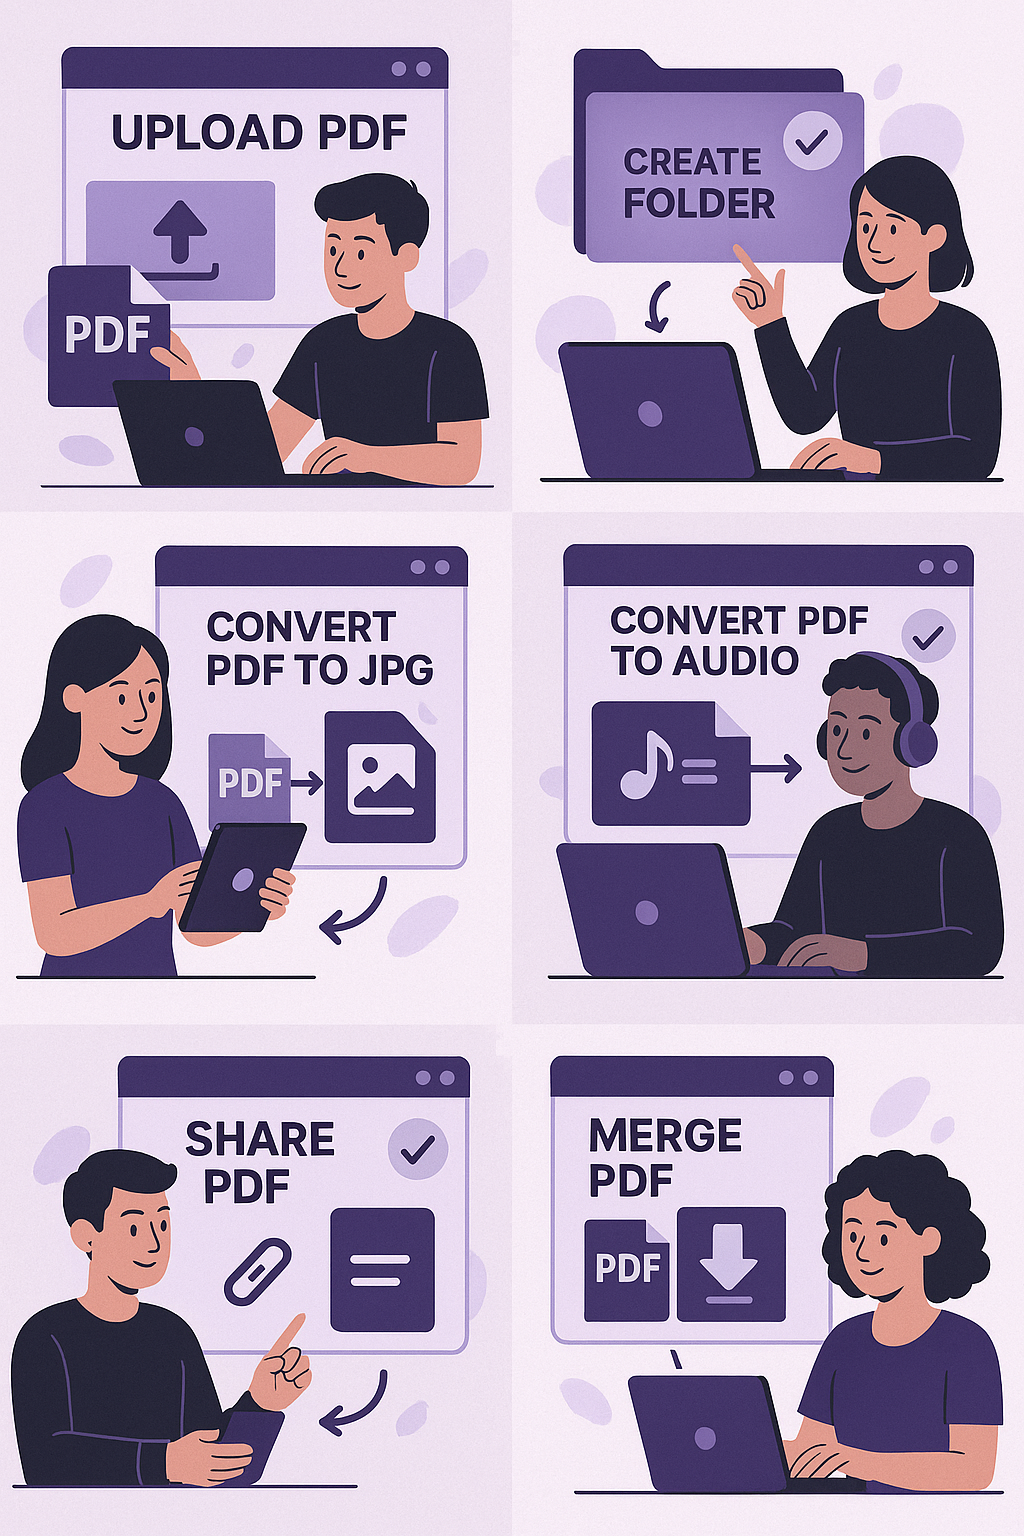 UPLOAD PDF
PDF
CREATE
FOLDER
CONVERT
PDF TO JPG
PDF
CONVERT PDF
TO AUDIO
SHARE
PDF
MERGE
PDF
PDF